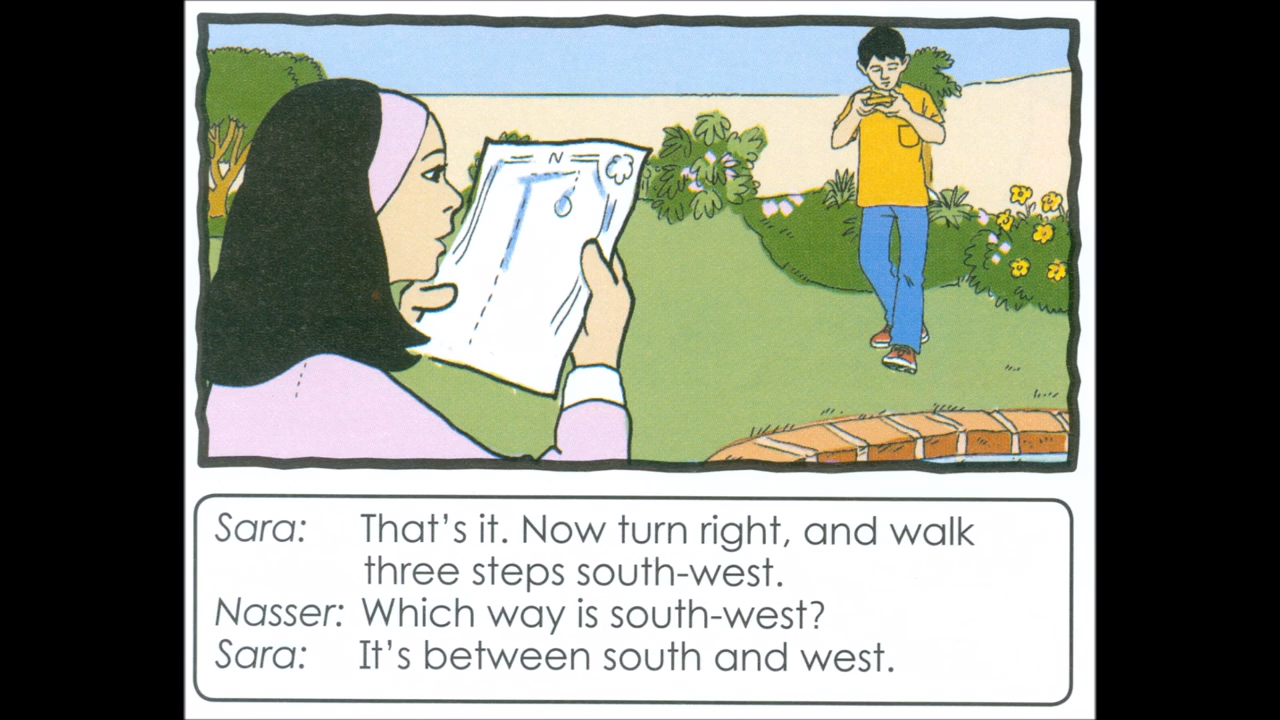 N
Sara: That's it. Now turn right, and walk
three steps south-west.
Nasser: Which way is south-west?
Sara: It's between south and west.